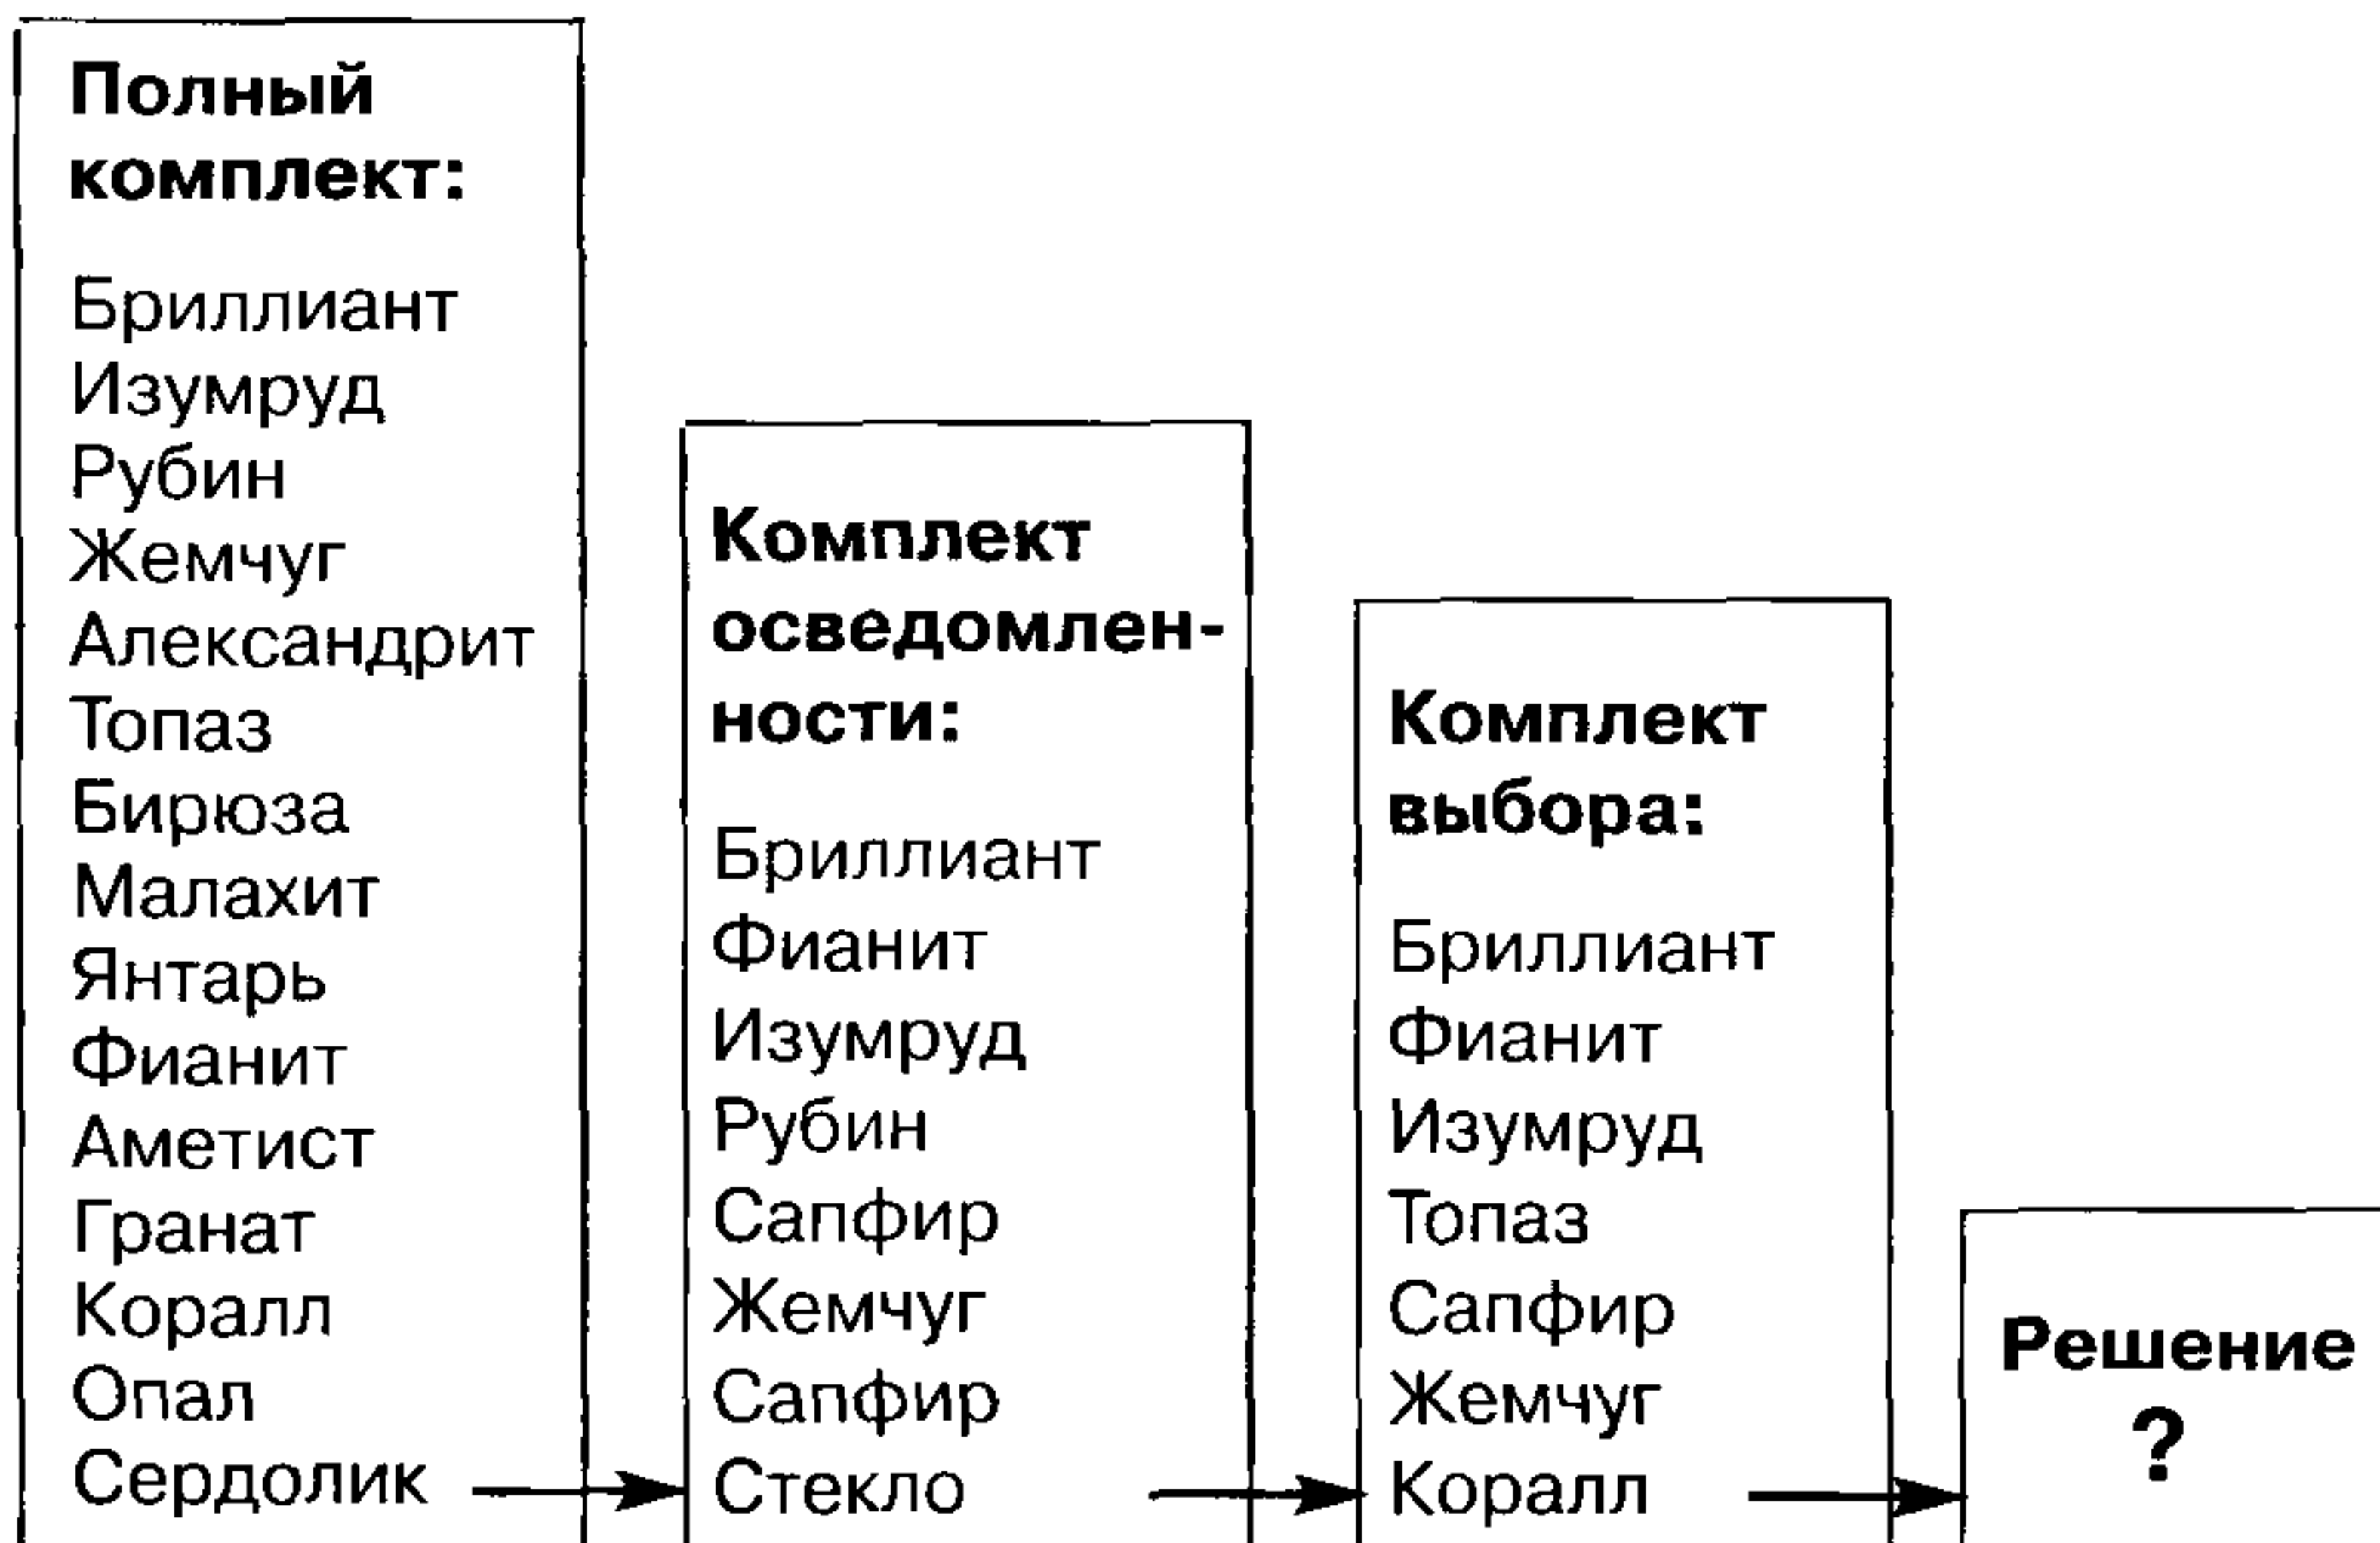 Полный
комплект:
Бриллиант
Изумруд
Рубин
Жемчуг
Александрит
Топаз
Бирюза
Малахит
Янтарь
Фианит
Аметист
Гранат
Коралл
Опал
Сердолик
Комплект
осведомлен-
ности:
Бриллиант
Фианит
Изумруд
Рубин
Сапфир
Жемчуг
Сапфир
Стекло
Комплект
выбора:
Бриллиант
Фианит
Изумруд
Топаз
Сапфир
Жемчуг
Коралл
Решение
?